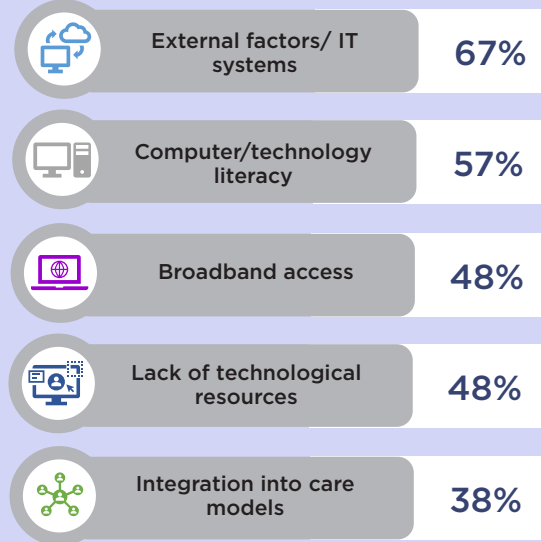 External factors/ IT
systems
67%
Computer/technology
literacy
57%
Broadband access
48%
Lack of technological
resources
48%
Integration into care
models
38%